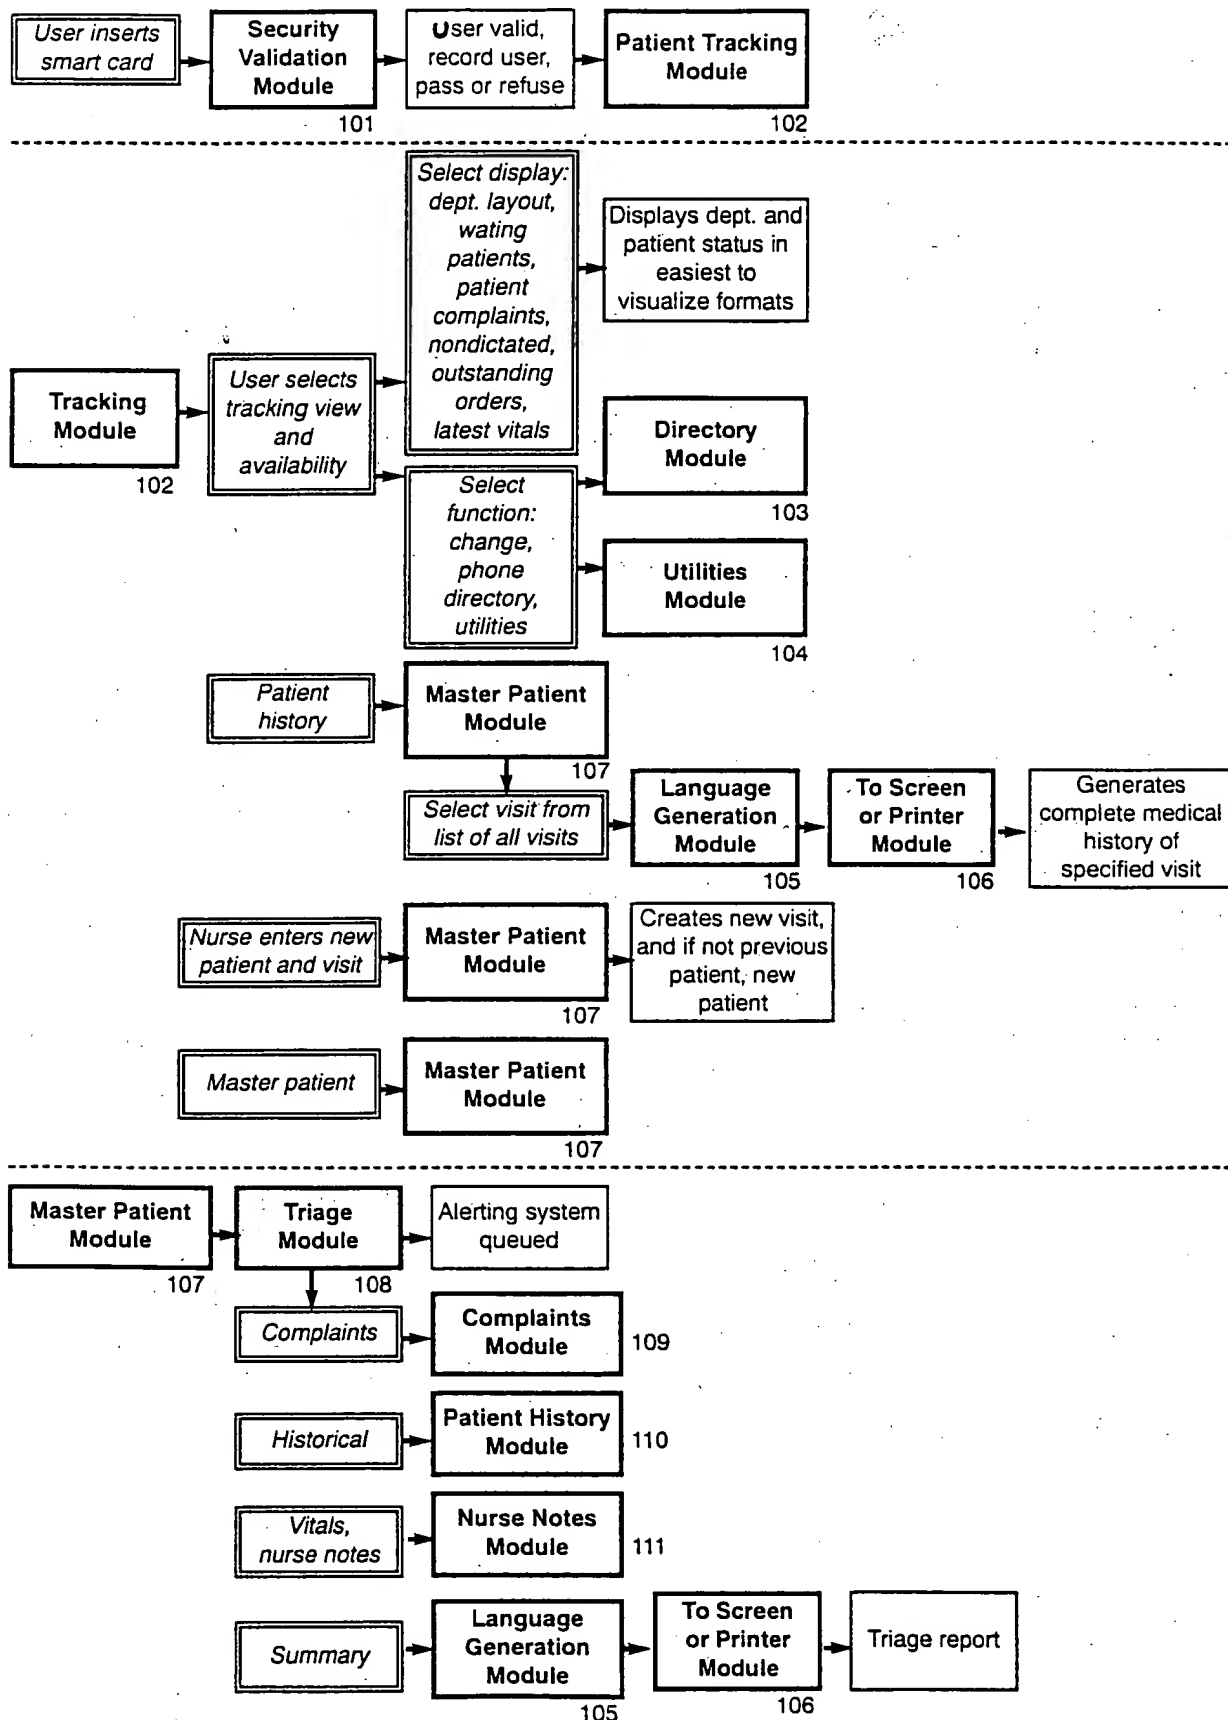 User inserts
smart card
Security
Validation
Module
101
User valid,
record user,
pass or refuse
Patient Tracking
Module
102
Tracking
Module
102
User selects
tracking view
and
availability
Select display:
dept. layout,
wating
patients,
patient
complaints,
nondictated,
outstanding
orders,
latest vitals
Displays dept. and
patient status in
easiest to
visualize formats
Select
function:
change,
phone
directory,
utilities
Directory
Module
103
Utilities
Module
104
Patient
history
Master Patient
Module
107
Select visit from
list of all visits
Language
Generation
Module
105
To Screen
or Printer
Module
106
Generates
complete medical
history of
specified visit
Nurse enters new
patient and visit
Master Patient
Module
107
Creates new visit,
and if not previous
patient, new
patient
Master patient
Master Patient
Module
107
Master Patient
Module
107
Triage
Module
108
Alerting system
queued
Complaints
Complaints
Module
109
Historical
Patient History
Module
110
Vitals,
nurse notes
Nurse Notes
Module
111
Summary
Language
Generation
Module
105
To Screen
or Printer
Module
106
Triage report